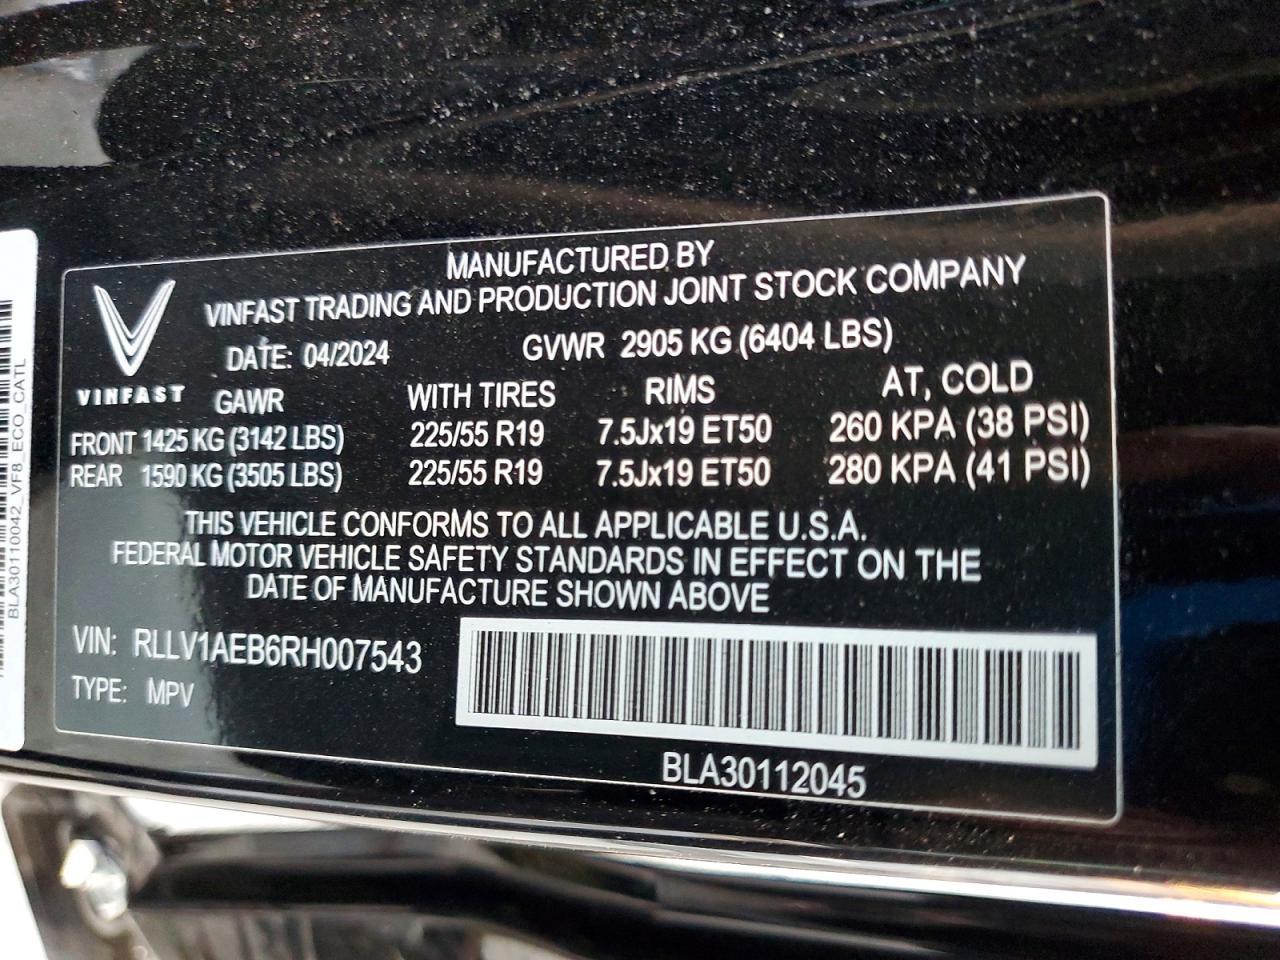 MANUFACTURED BY
VINFAST TRADING AND PRODUCTION JOINT STOCK COMPANY
DATE: 04/2024 GVWR 2905 KG (6404 LBS)
VINFAST
GAWR WITH TIRES RIMS AT, COLD
FRONT 1425 KG (3142 LBS) 225/55 R19 7.5Jx19 ET50 260 KPA (38 PSI)
REAR 1590 KG (3505 LBS) 225/55 R19 7.5Jx19 ET50 280 KPA (41 PSI)
THIS VEHICLE CONFORMS TO ALL APPLICABLE U.S.A.
FEDERAL MOTOR VEHICLE SAFETY STANDARDS IN EFFECT ON THE
DATE OF MANUFACTURE SHOWN ABOVE
VIN: RLLV1AEB6RH007543
TYPE: MPV
BLA30112045
BLA30110042_VF8_ECO_CATL